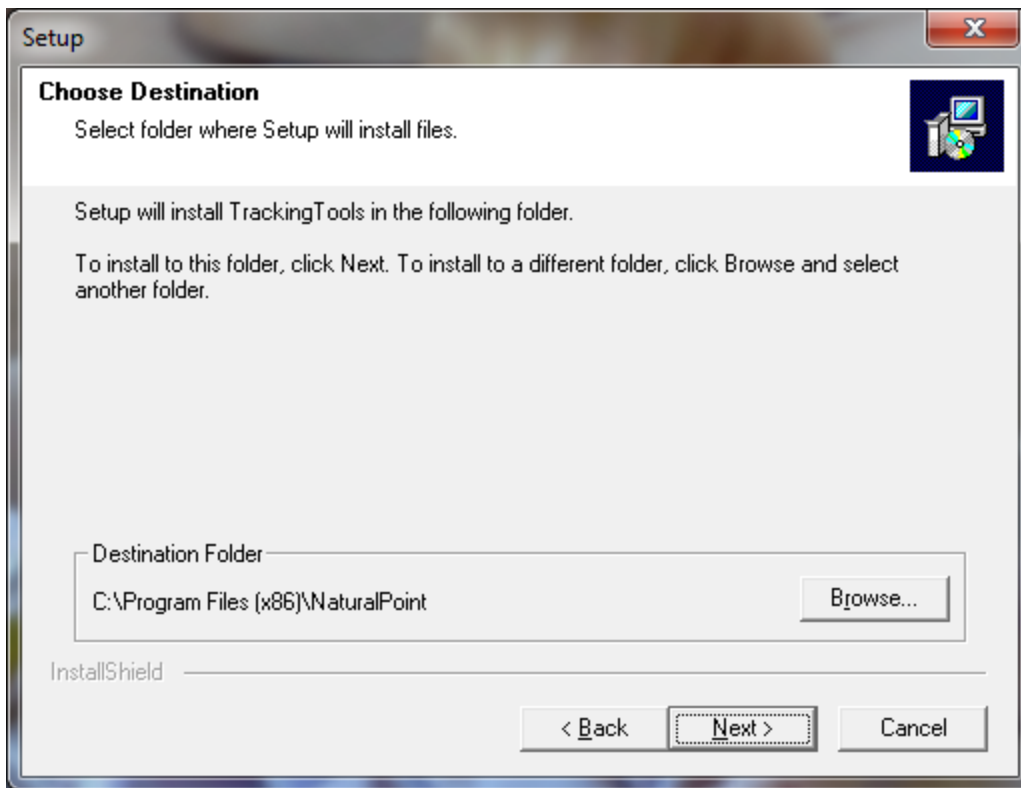 Setup
Choose Destination
Select folder where Setup will install files.
Setup will install TrackingTools in the following folder.
To install to this folder, click Next. To install to a different folder, click Browse and select
another folder.
Destination Folder
C:\Program Files (x86)\NaturalPoint
Browse...
InstallShield
< Back
Next >
Cancel